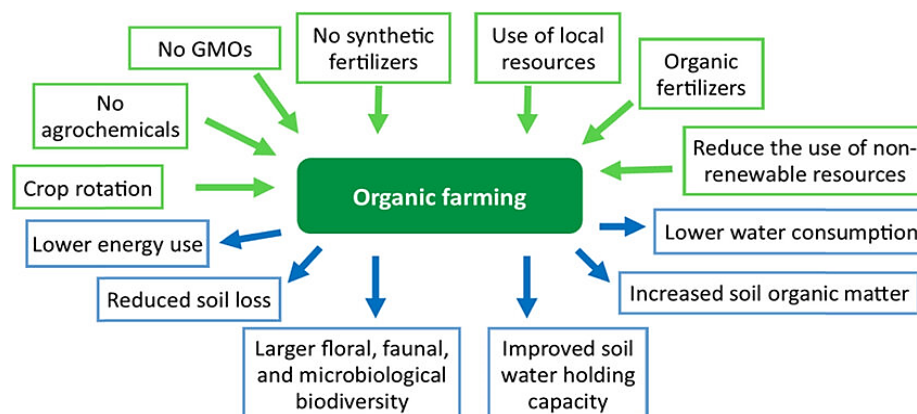 No GMOs
No synthetic
fertilizers
Use of local
resources
Organic
fertilizers
No
agrochemicals
Reduce the use of non-
renewable resources
Crop rotation
Organic farming
Lower energy use
Lower water consumption
Reduced soil loss
Increased soil organic matter
Larger floral, faunal,
and microbiological
biodiversity
Improved soil
water holding
capacity